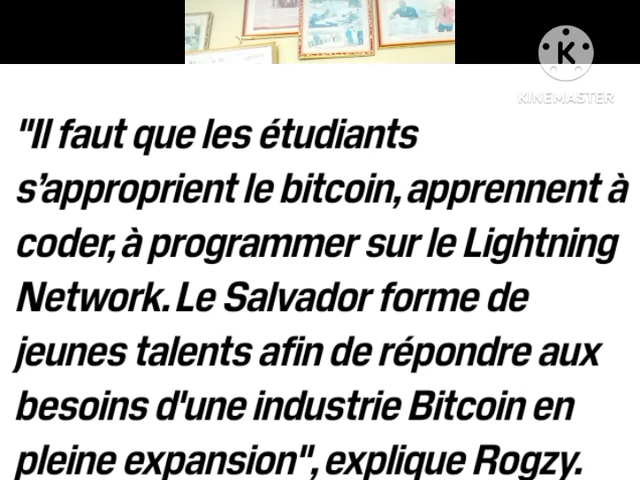 K
KINEMASTER
"Il faut que les étudiants
s’approprient le bitcoin, apprennent à
coder, à programmer sur le Lightning
Network. Le Salvador forme de
jeunes talents afin de répondre aux
besoins d'une industrie Bitcoin en
pleine expansion", explique Rogzy.